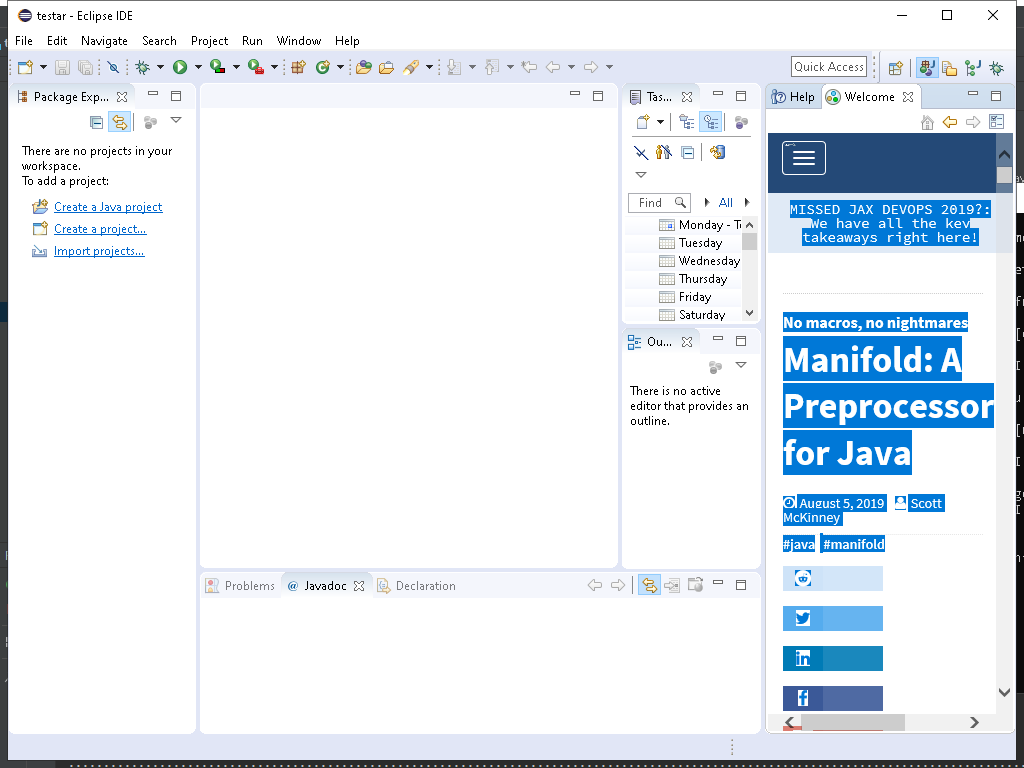 testar - Eclipse IDE
File Edit Navigate Search Project Run Window Help
Quick Access
Package Exp...
There are no projects in your
workspace.
To add a project:
Create a Java project
Create a project...
Import projects...
Tas...
Find
All
Monday - T
Tuesday
Wednesday
Thursday
Friday
Saturday
Ou...
There is no active
editor that provides an
outline.
Problems @ Javadoc Declaration
Help Welcome
MISSED JAX DEVOPS 2019?:
We have all the key
takeaways right here!
No macros, no nightmares
Manifold: A
Preprocessor
for Java
August 5, 2019 Scott
McKinney
#java #manifold